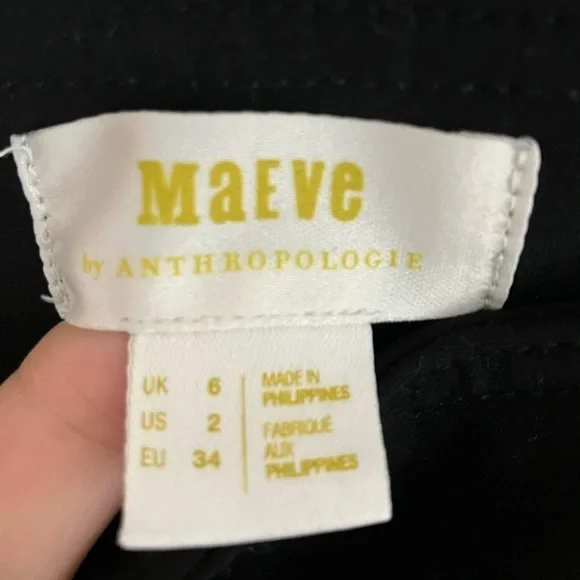 MaEve
by ANTHROPOLOGIE
UK 6
US 2
EU 34
MADE IN
PHILIPPINES
FABRIQUÉ
AUX
PHILIPPINES